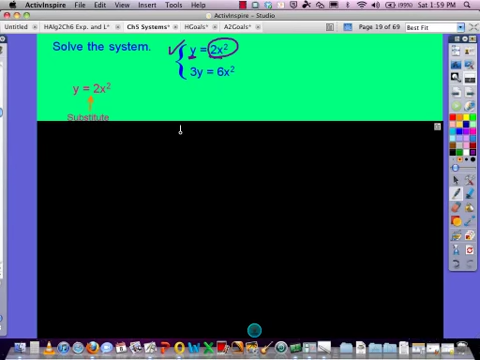 ActivInspire File Edit View Insert Tools Help (99%) Sat 1:59 PM
ActivInspire - Studio
Untitled HAlg2Ch6 Exp. and L* Ch5 Systems* HGoals* A2Goals* Page 19 of 69 Best Fit
Solve the system.
y = 2x²
3y = 6x²
y = 2x²
Substitute